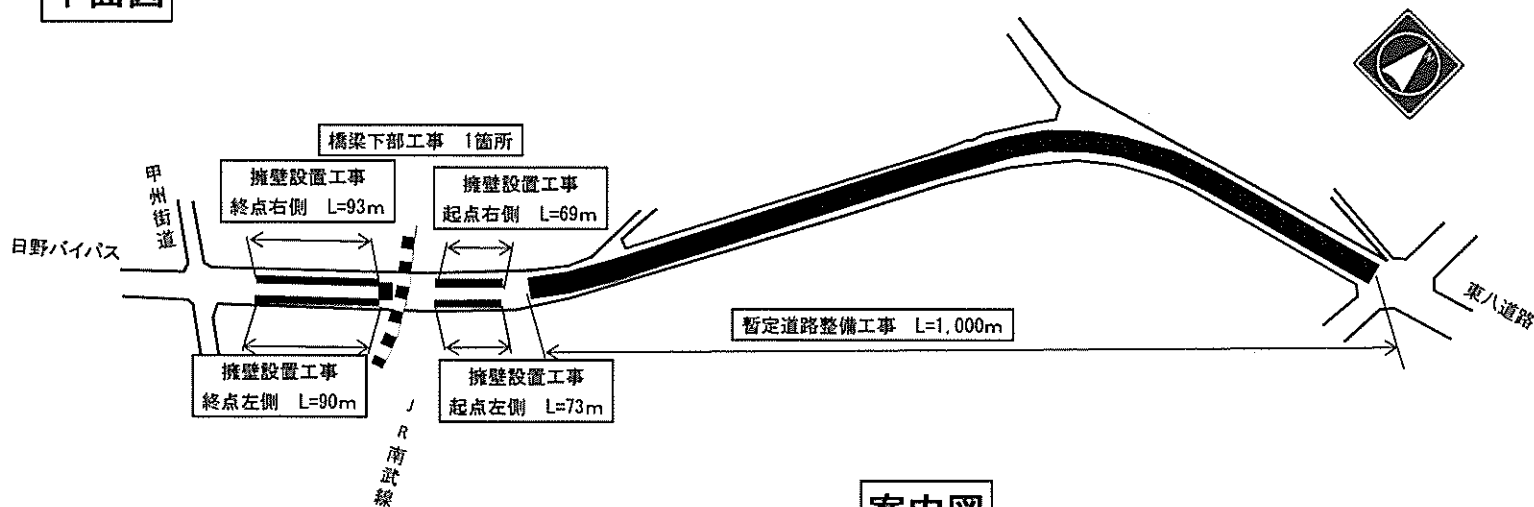 平面図
橋梁下部工事 1箇所
擁壁設置工事
終点右側 L=93m
擁壁設置工事
起点右側 L=69m
甲州街道
日野バイパス
N
暫定道路整備工事 L=1,000m
東八道路
擁壁設置工事
終点左側 L=90m
擁壁設置工事
起点左側 L=73m
JR南武線
案内図